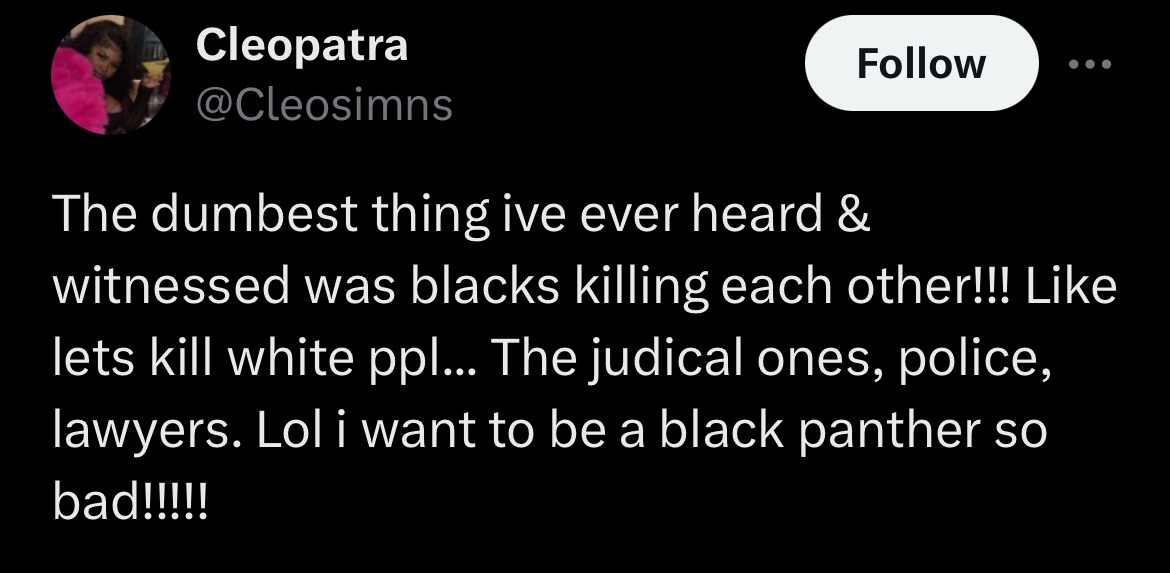 Cleopatra
@Cleosimns
Follow
The dumbest thing ive ever heard &
witnessed was blacks killing each other!!! Like
lets kill white ppl... The judical ones, police,
lawyers. Lol i want to be a black panther so
bad!!!!!